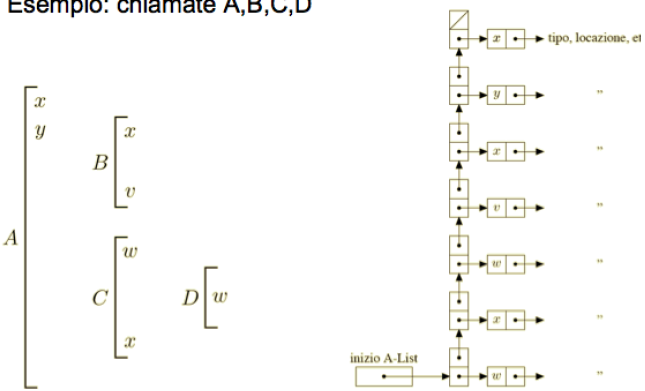 Esempio: chiamate A,B,C,D
x
y
B
x
v
A
C
w
x
D
w
x
tipo, locazione, et
y
"
x
"
v
"
w
"
x
"
inizio A-List
w
"